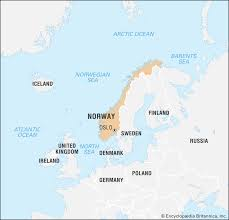 ARCTIC OCEAN
BARENTS
SEA
NORWEGIAN
SEA
ICELAND
NORWAY
FINLAND
OSLO
SWEDEN
ATLANTIC
OCEAN
NORTH
SEA
RUSSIA
UNITED
KINGDOM
DENMARK
IRELAND
POLAND
GERMANY
© Encyclopædia Britannica, Inc.